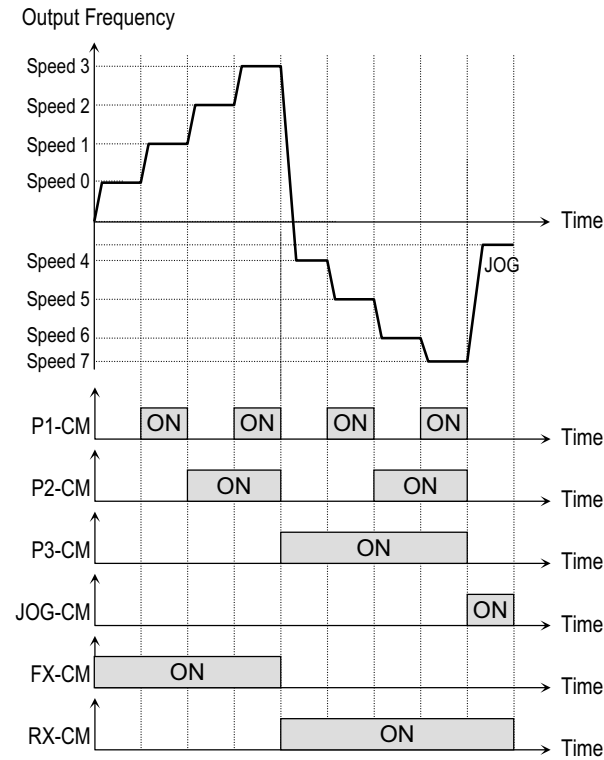 Output Frequency
Speed 3
Speed 2
Speed 1
Speed 0
Time
Speed 4
JOG
Speed 5
Speed 6
Speed 7
P1-CM ON ON ON ON Time
P2-CM ON ON Time
P3-CM ON Time
JOG-CM ON Time
FX-CM ON Time
RX-CM ON Time